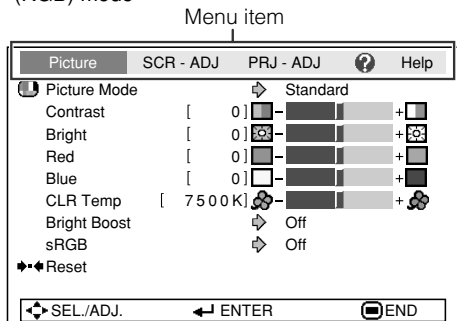 (RGB) mode
Menu item
Picture SCR - ADJ PRJ - ADJ ? Help
Picture Mode Standard
Contrast [ 0] - +
Bright [ 0] - +
Red [ 0] - +
Blue [ 0] - +
CLR Temp [ 7500K] - +
Bright Boost Off
sRGB Off
Reset
SEL./ADJ. ENTER END